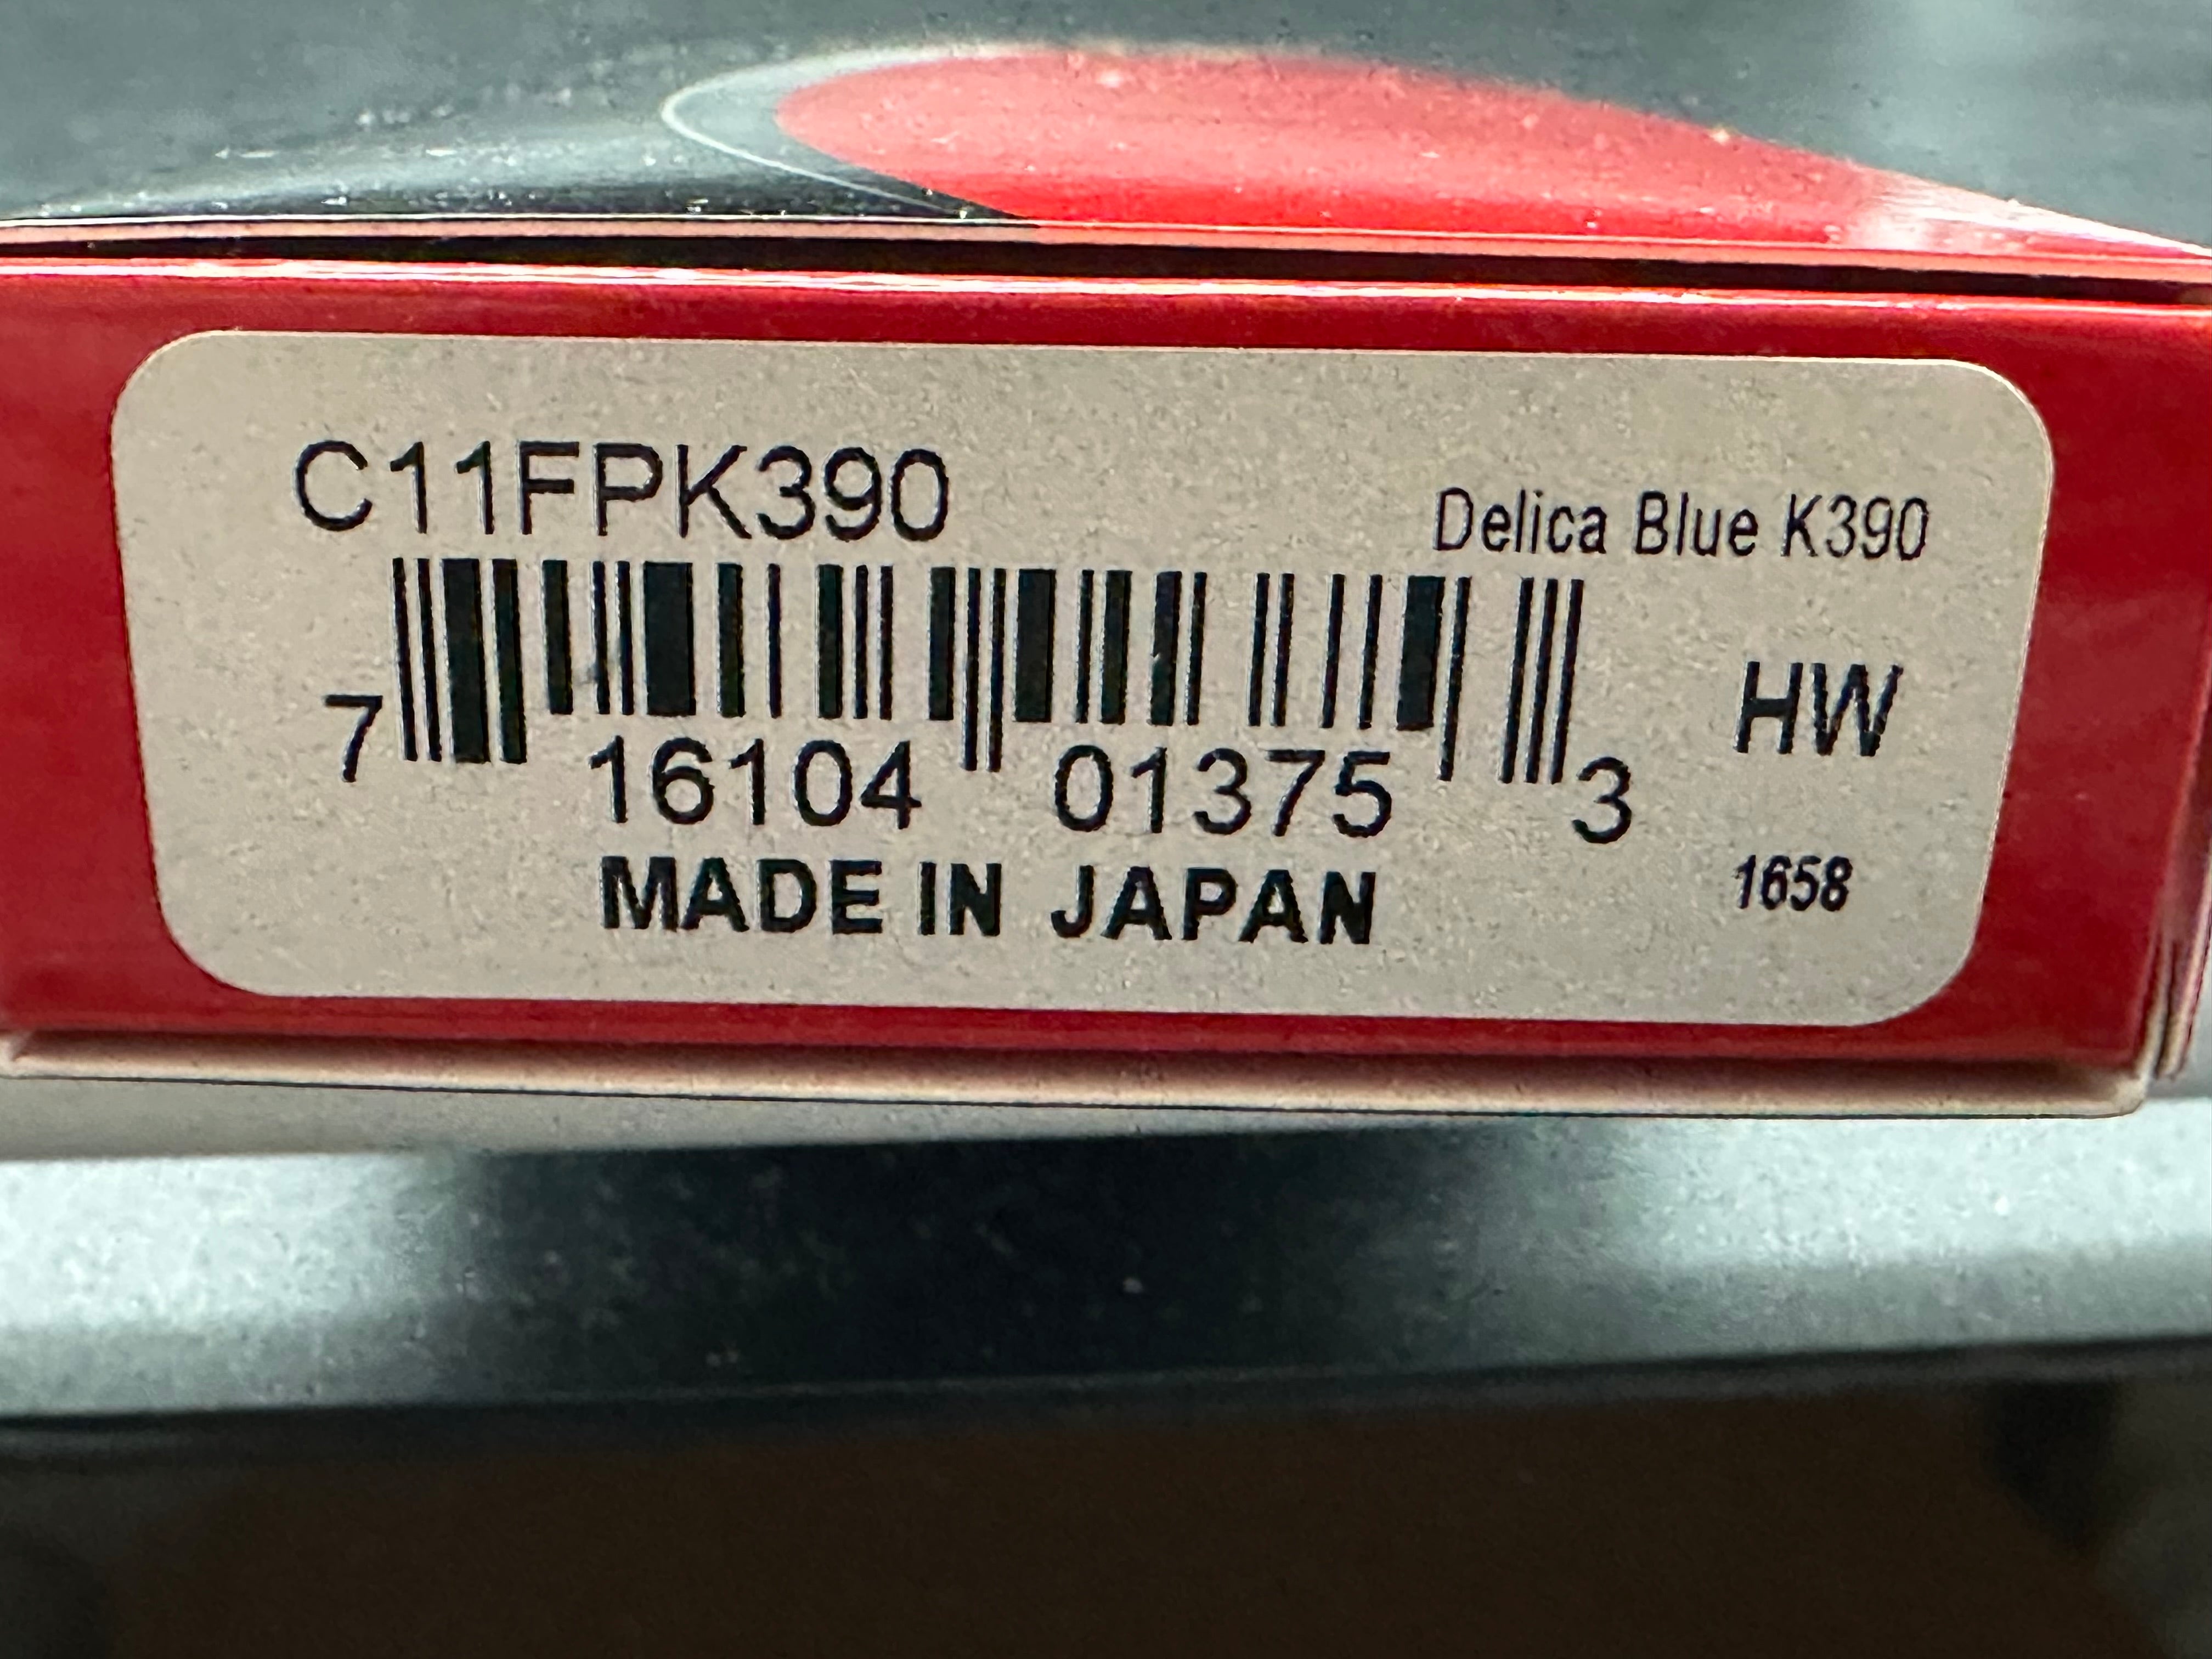 C11FPK390
Delica Blue K390
7 16104 01375 3
HW
MADE IN JAPAN
1658